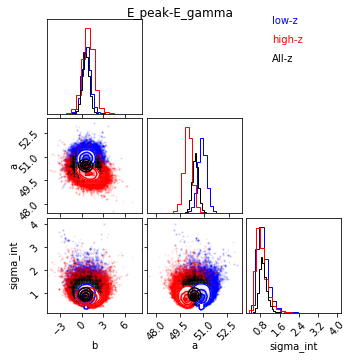 E_peak-E_gamma
low-z
high-z
All-z
a
52.5
51.0
49.5
48.0
sigma_int
4
3
2
1
−3 0 3 6
b
48.0 49.5 51.0 52.5
a
0.8 1.6 2.4 3.2 4.0
sigma_int